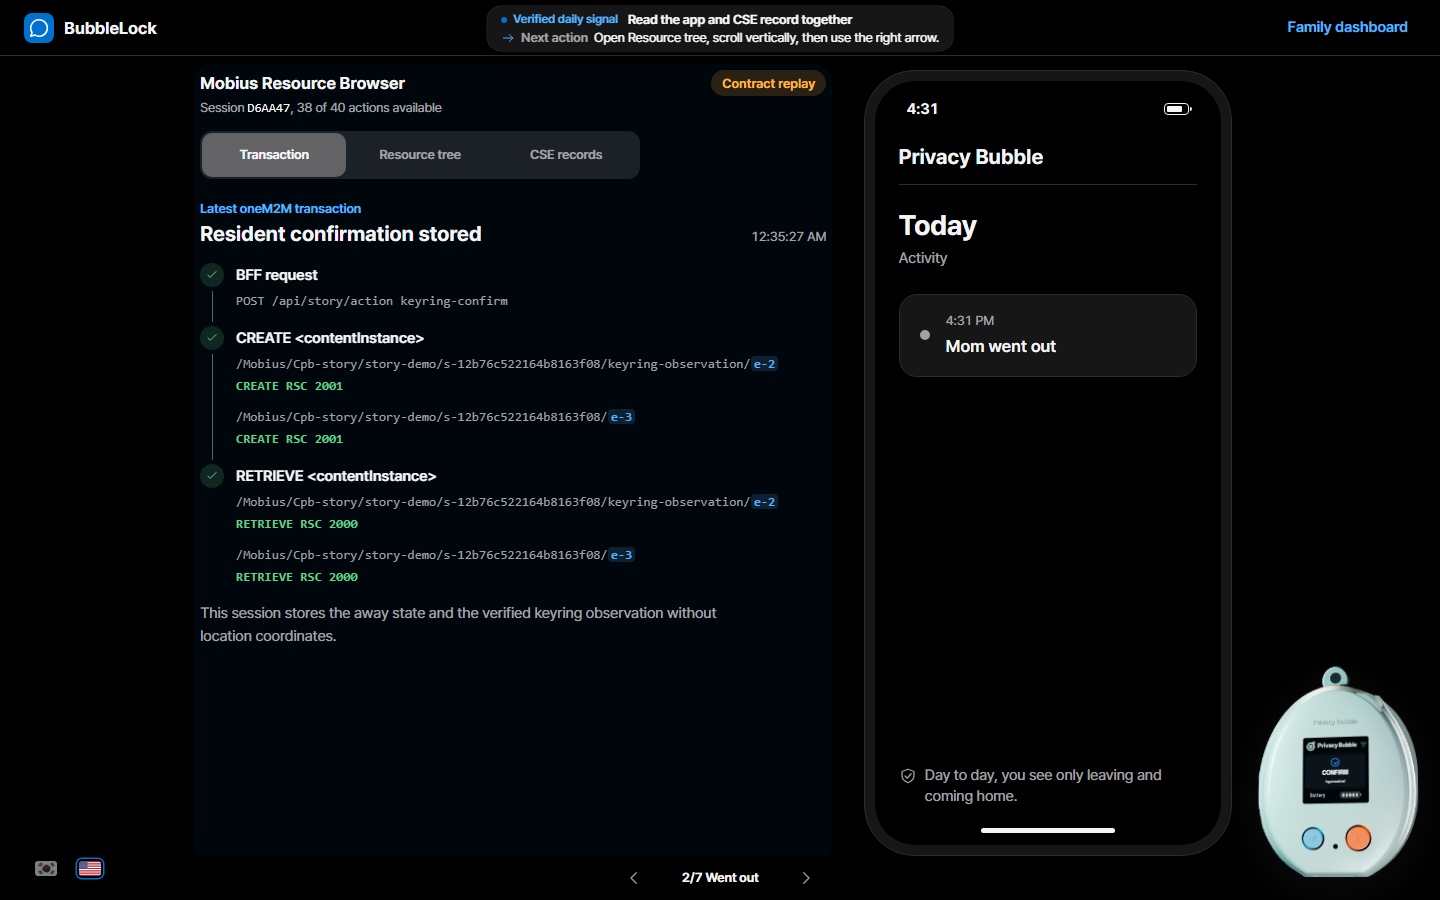 BubbleLock
Verified daily signal Read the app and CSE record together
→ Next action Open Resource tree, scroll vertically, then use the right arrow.
Family dashboard
Mobius Resource Browser
Contract replay
Session D6AA47, 38 of 40 actions available
Transaction
Resource tree
CSE records
Latest oneM2M transaction
Resident confirmation stored
12:35:27 AM
BFF request
POST /api/story/action keyring-confirm
CREATE <contentInstance>
/Mobius/Cpb-story/story-demo/s-12b76c522164b8163f08/keyring-observation/e-2
CREATE RSC 2001
/Mobius/Cpb-story/story-demo/s-12b76c522164b8163f08/e-3
CREATE RSC 2001
RETRIEVE <contentInstance>
/Mobius/Cpb-story/story-demo/s-12b76c522164b8163f08/keyring-observation/e-2
RETRIEVE RSC 2000
/Mobius/Cpb-story/story-demo/s-12b76c522164b8163f08/e-3
RETRIEVE RSC 2000
This session stores the away state and the verified keyring observation without
location coordinates.
4:31
Privacy Bubble
Today
Activity
4:31 PM
Mom went out
Day to day, you see only leaving and
coming home.
Privacy Bubble
PrivacyBubble
CONFIRM
Battery
2/7 Went out